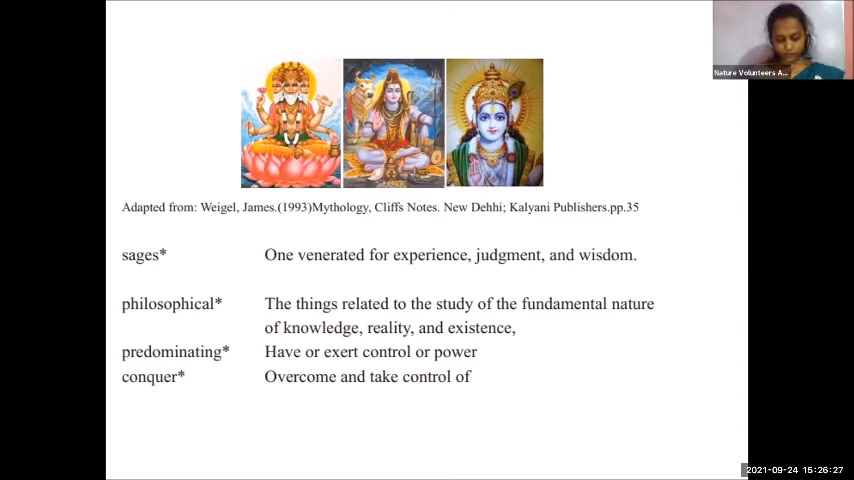 Nature Volunteers A...
Adapted from: Weigel, James.(1993)Mythology, Cliffs Notes. New Dehhi; Kalyani Publishers.pp.35
sages* One venerated for experience, judgment, and wisdom.
philosophical* The things related to the study of the fundamental nature
of knowledge, reality, and existence,
predominating* Have or exert control or power
conquer* Overcome and take control of
2021-09-24 15:26:27